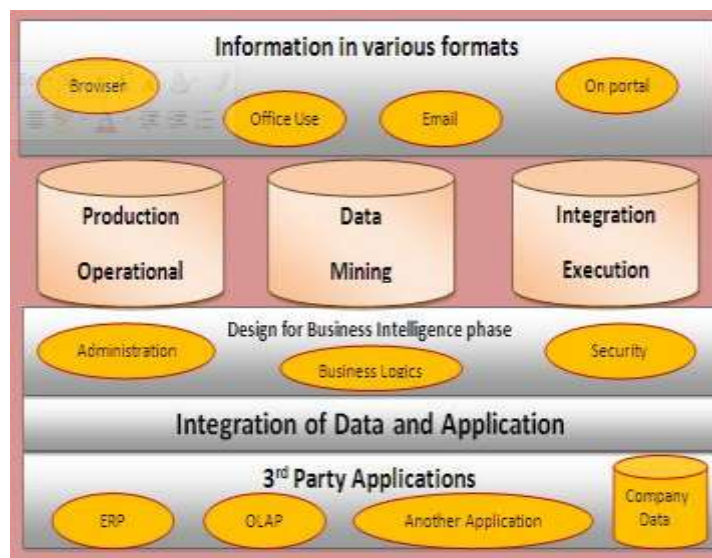 Information in various formats
Browser
On portal
Office Use
Email
Production
Operational
Data
Mining
Integration
Execution
Design for Business Intelligence phase
Administration
Security
Business Logics
Integration of Data and Application
3rd Party Applications
ERP
OLAP
Another Application
Company
Data